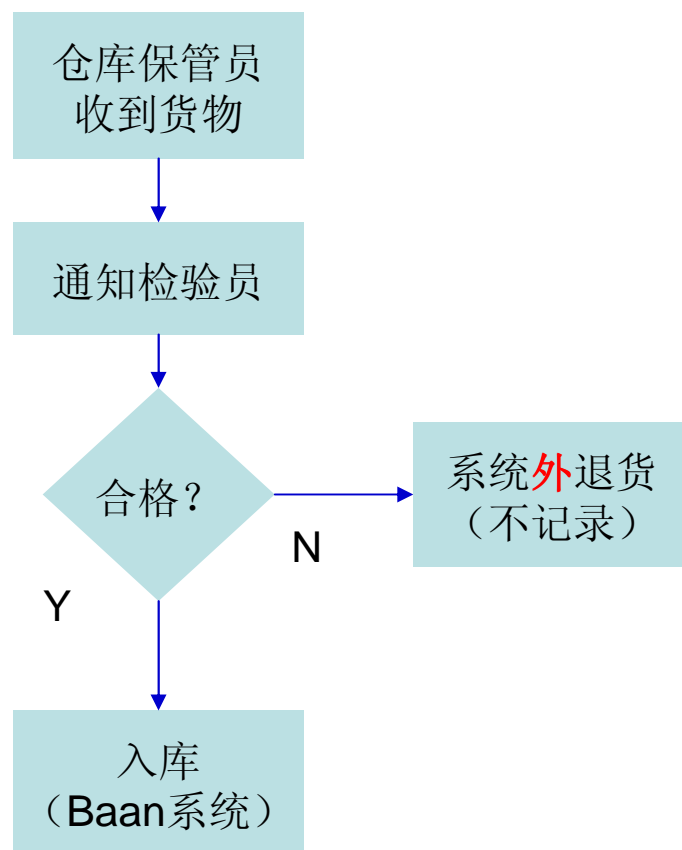 仓库保管员
收到货物
通知检验员
合格？
系统外退货
（不记录）
N
Y
入库
（Baan系统）